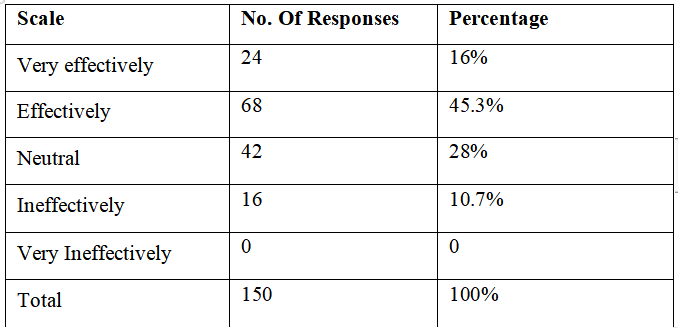 Scale No. Of Responses Percentage
Very effectively 24 16%
Effectively 68 45.3%
Neutral 42 28%
Ineffectively 16 10.7%
Very Ineffectively 0 0
Total 150 100%